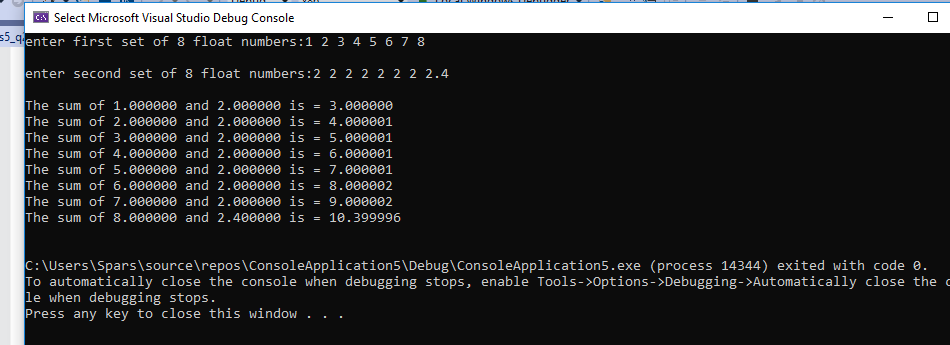 Select Microsoft Visual Studio Debug Console
enter first set of 8 float numbers:1 2 3 4 5 6 7 8
enter second set of 8 float numbers:2 2 2 2 2 2 2 2.4
The sum of 1.000000 and 2.000000 is = 3.000000
The sum of 2.000000 and 2.000000 is = 4.000001
The sum of 3.000000 and 2.000000 is = 5.000001
The sum of 4.000000 and 2.000000 is = 6.000001
The sum of 5.000000 and 2.000000 is = 7.000001
The sum of 6.000000 and 2.000000 is = 8.000002
The sum of 7.000000 and 2.000000 is = 9.000002
The sum of 8.000000 and 2.400000 is = 10.399996
C:\Users\Spars\source\repos\ConsoleApplication5\Debug\ConsoleApplication5.exe (process 14344) exited with code 0.
To automatically close the console when debugging stops, enable Tools->Options->Debugging->Automatically close the c
le when debugging stops.
Press any key to close this window . . .